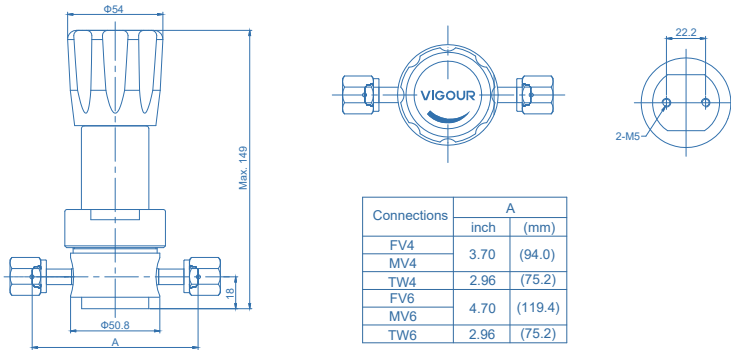 Φ54
Max. 149
18
Φ50.8
A
VIGOUR
22.2
2-M5
Connections A
inch (mm)
FV4 3.70 (94.0)
MV4
TW4 2.96 (75.2)
FV6 4.70 (119.4)
MV6
TW6 2.96 (75.2)